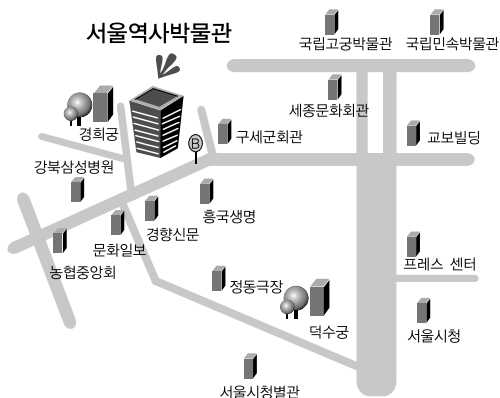 서울역사박물관
국립고궁박물관
국립민속박물관
세종문화회관
경희궁
구세군회관
교보빌딩
B
강북삼성병원
흥국생명
경향신문
문화일보
농협중앙회
프레스 센터
정동극장
덕수궁
서울시청
서울시청별관